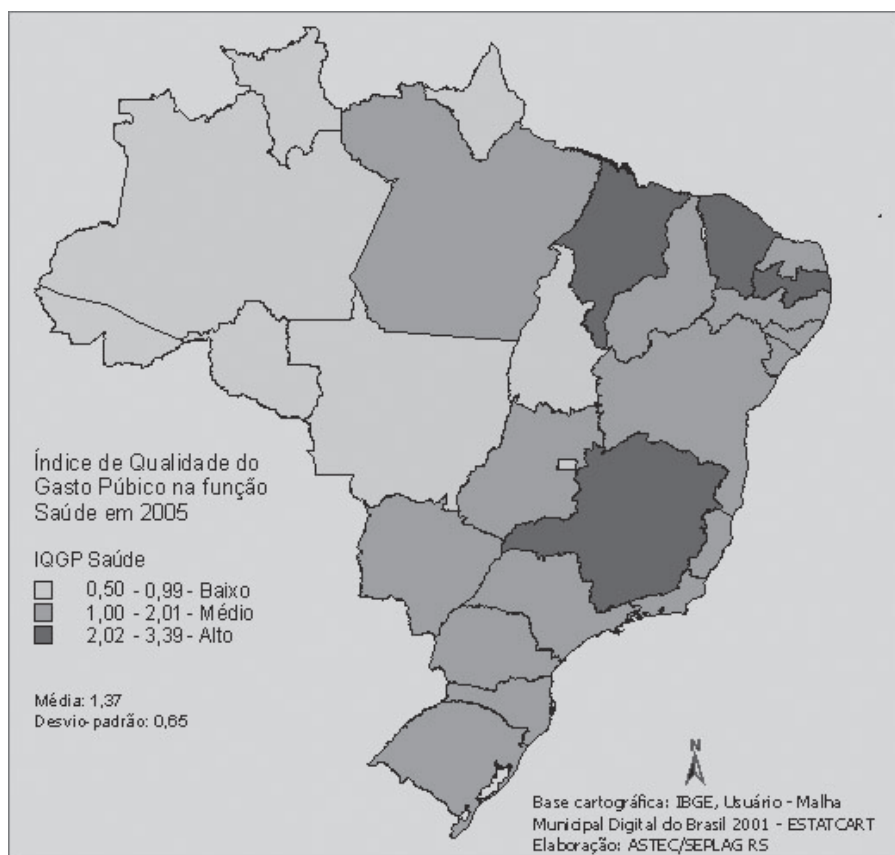 Índice de Qualidade do
Gasto Púbico na função
Saúde em 2005
IQGP Saúde
0,50 - 0,99 - Baixo
1,00 - 2,01 - Médio
2,02 - 3,39 - Alto
Média: 1,37
Desvio-padrão: 0,65
N
Base cartográfica: IBGE, Usuário - Malha
Municipal Digital do Brasil 2001 - ESTATCART
Elaboração: ASTEC/SEPLAG RS